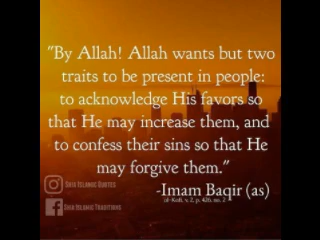 "By Allah! Allah wants but two
traits to be present in people:
to acknowledge His favors so
that He may increase them, and
to confess their sins so that He
may forgive them."
-Imam Baqir (as)
al-Kafi, v. 2, p. 426, no. 2
Shia Islamic Quotes
Shia Islamic Traditions